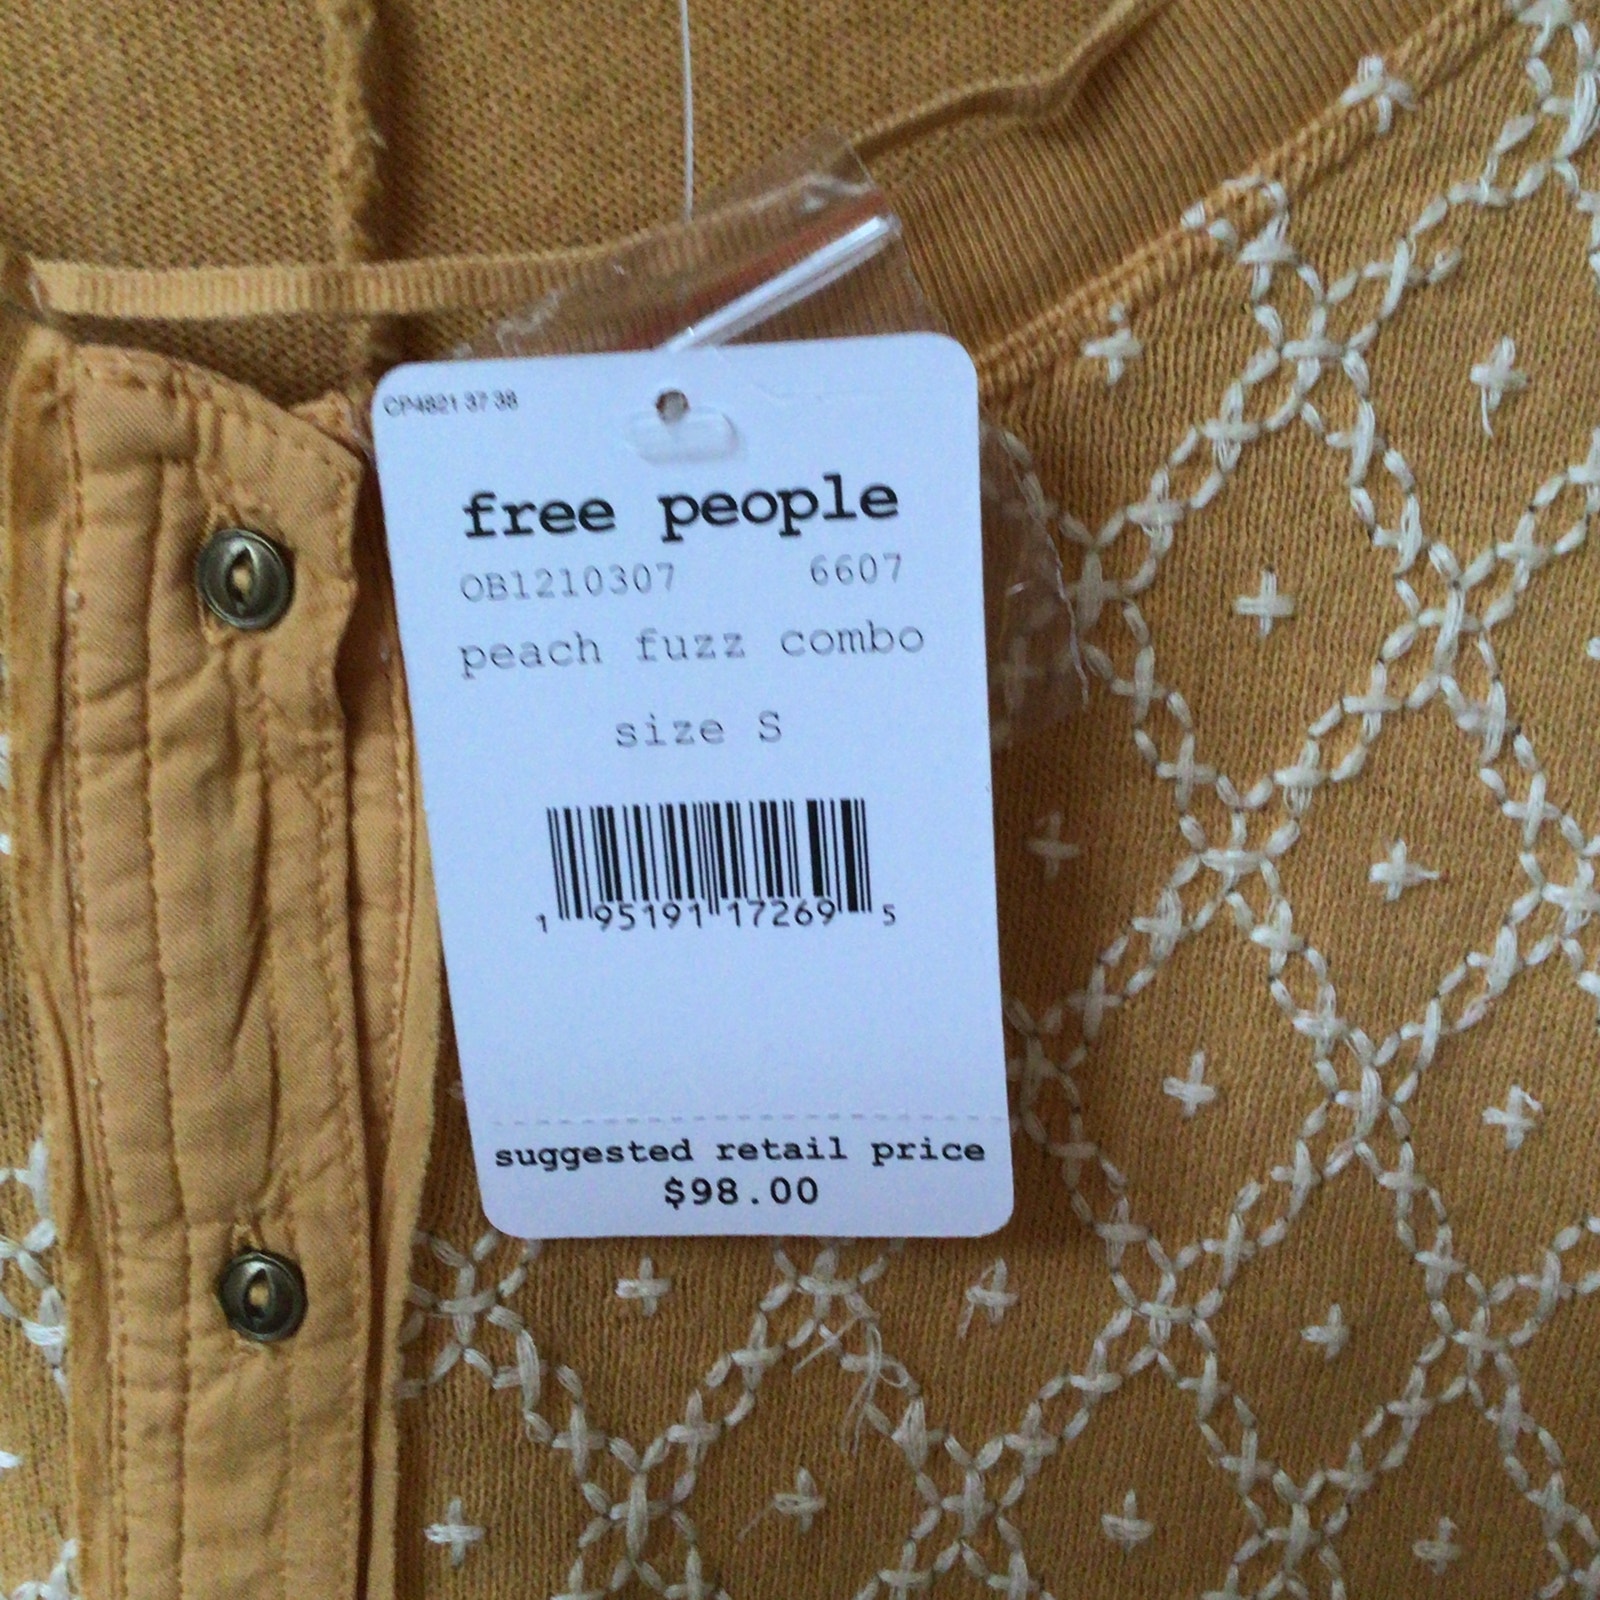 CP4821 37 38
free people
OB1210307 6607
peach fuzz combo
size S
1 95191 17269 5
suggested retail price
$98.00